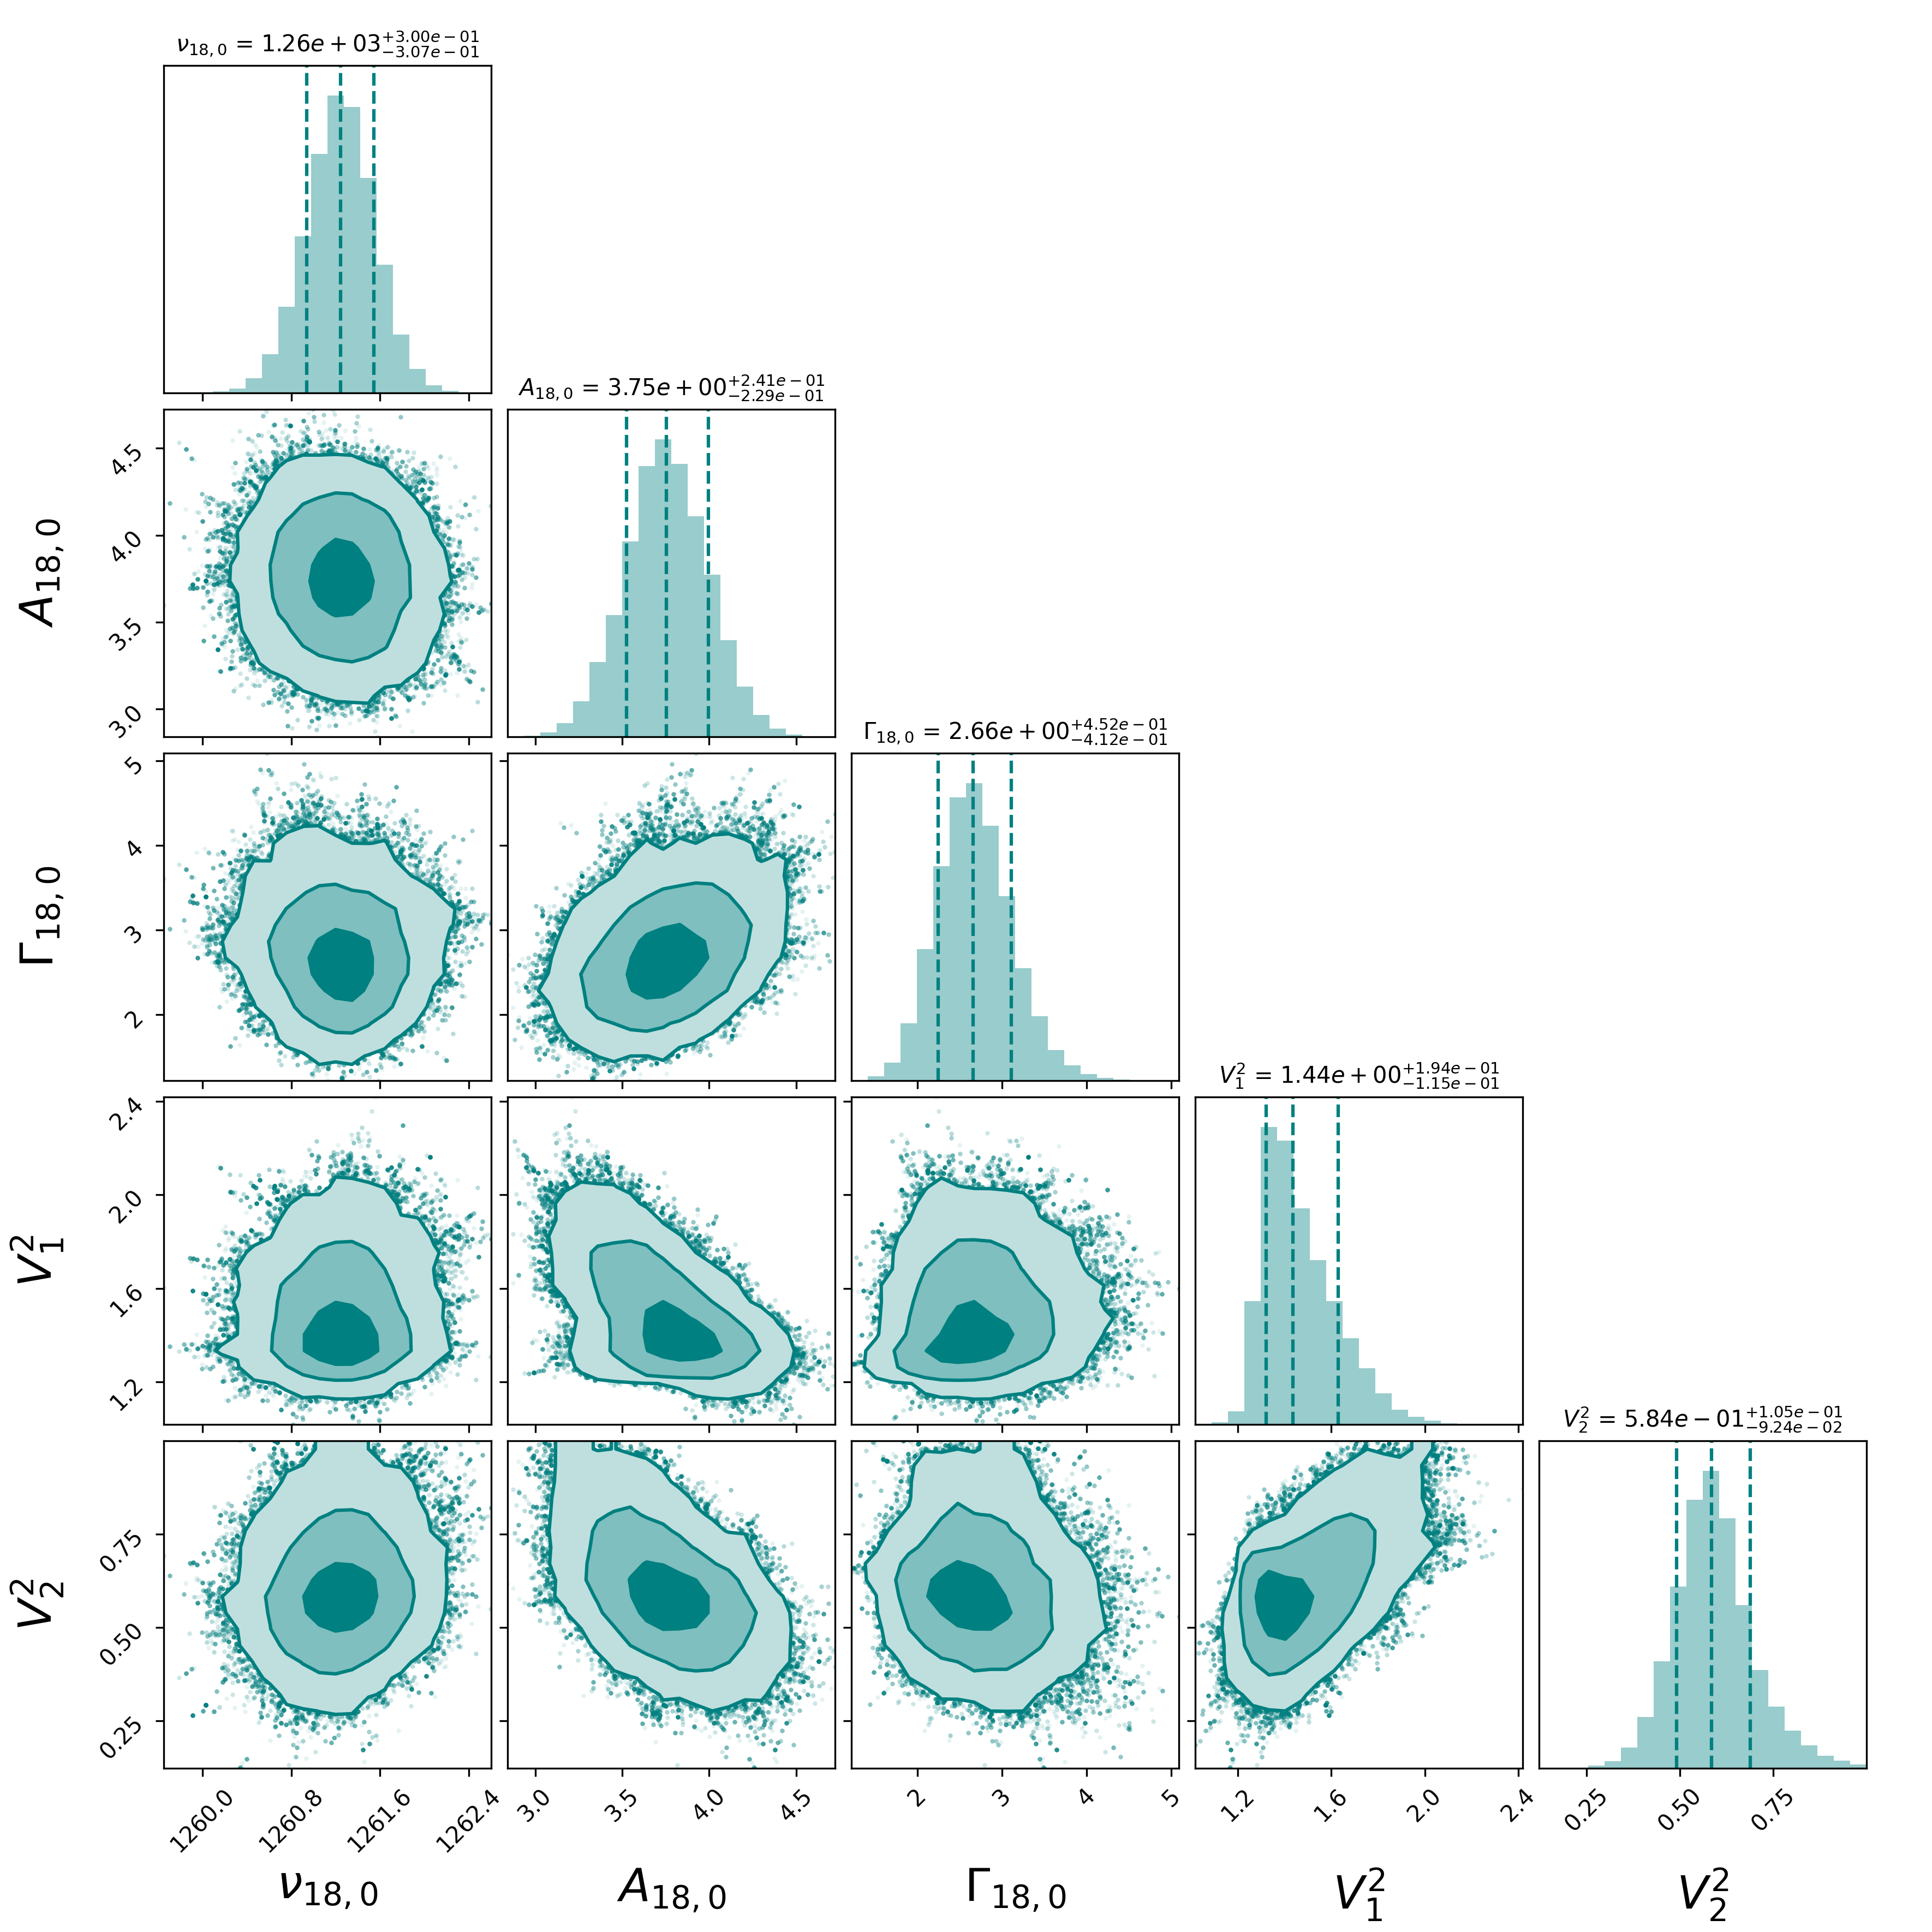 ν18, 0 = 1.26e + 03 +3.00e − 01 −3.07e − 01
A18, 0 = 3.75e + 00 +2.41e − 01 −2.29e − 01
4.5
4.0
3.5
3.0
A18, 0
Γ18, 0 = 2.66e + 00 +4.52e − 01 −4.12e − 01
5
4
3
2
Γ18, 0
V₁² = 1.44e + 00 +1.94e − 01 −1.15e − 01
2.4
2.0
1.6
1.2
V₁²
V₂² = 5.84e − 01 +1.05e − 01 −9.24e − 02
0.75
0.50
0.25
V₂²
1260.0 1260.8 1261.6 1262.4 3.0 3.5 4.0 4.5 2 3 4 5 1.2 1.6 2.0 2.4 0.25 0.50 0.75
ν18, 0 A18, 0 Γ18, 0 V₁² V₂²